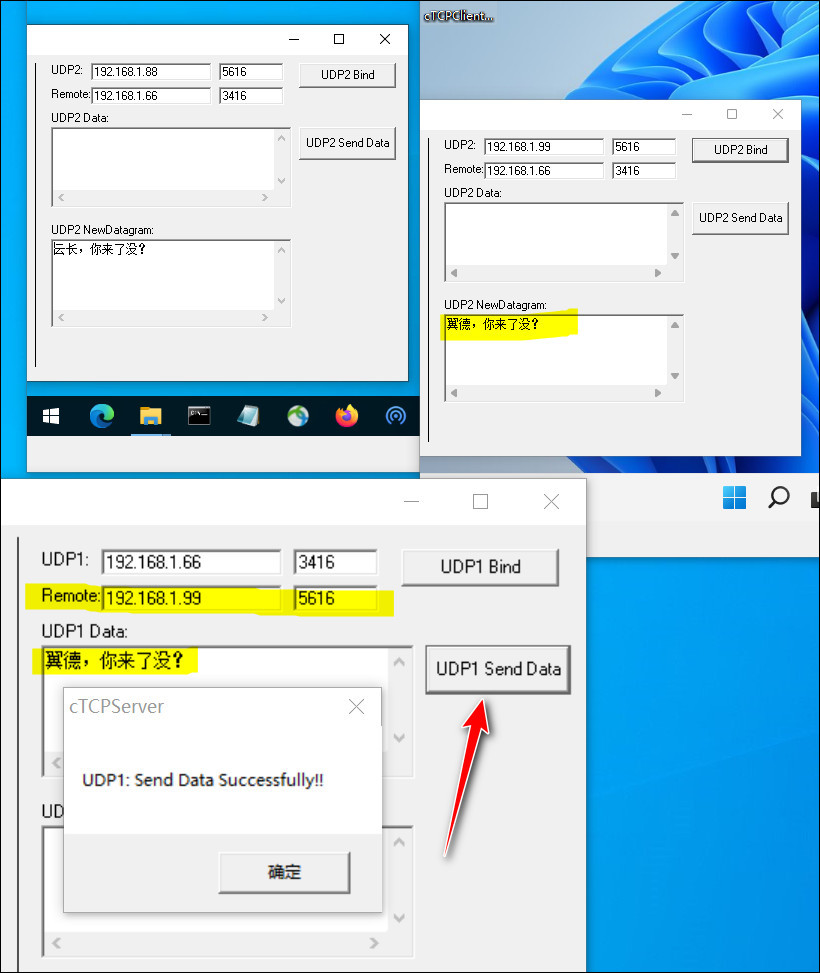 cTCPClient...
UDP2: 192.168.1.88 5616 UDP2 Bind
Remote: 192.168.1.66 3416
UDP2 Data:
UDP2 Send Data
UDP2 NewDatagram:
云长，你来了没？
UDP2: 192.168.1.99 5616 UDP2 Bind
Remote: 192.168.1.66 3416
UDP2 Data:
UDP2 Send Data
UDP2 NewDatagram:
翼德，你来了没？
UDP1: 192.168.1.66 3416 UDP1 Bind
Remote: 192.168.1.99 5616
UDP1 Data:
翼德，你来了没？
UDP1 Send Data
cTCPServer
UDP1: Send Data Successfully!!
UD
确定